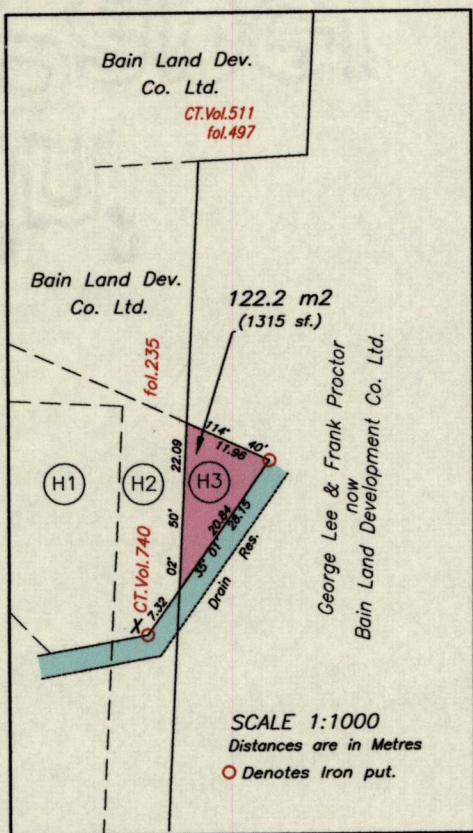 Bain Land Dev.
Co. Ltd.
CT.Vol.511
fol.497
Bain Land Dev.
Co. Ltd.
122.2 m2
(1315 sf.)
fol.235
CT.Vol.740
George Lee & Frank Proctor
now
Bain Land Development Co. Ltd.
114° 40'
11.96
22.09
02° 50'
H1
H2
H3
20.84
28.15
35° 01'
7.32
X
Drain Res.
SCALE 1:1000
Distances are in Metres
O Denotes Iron put.